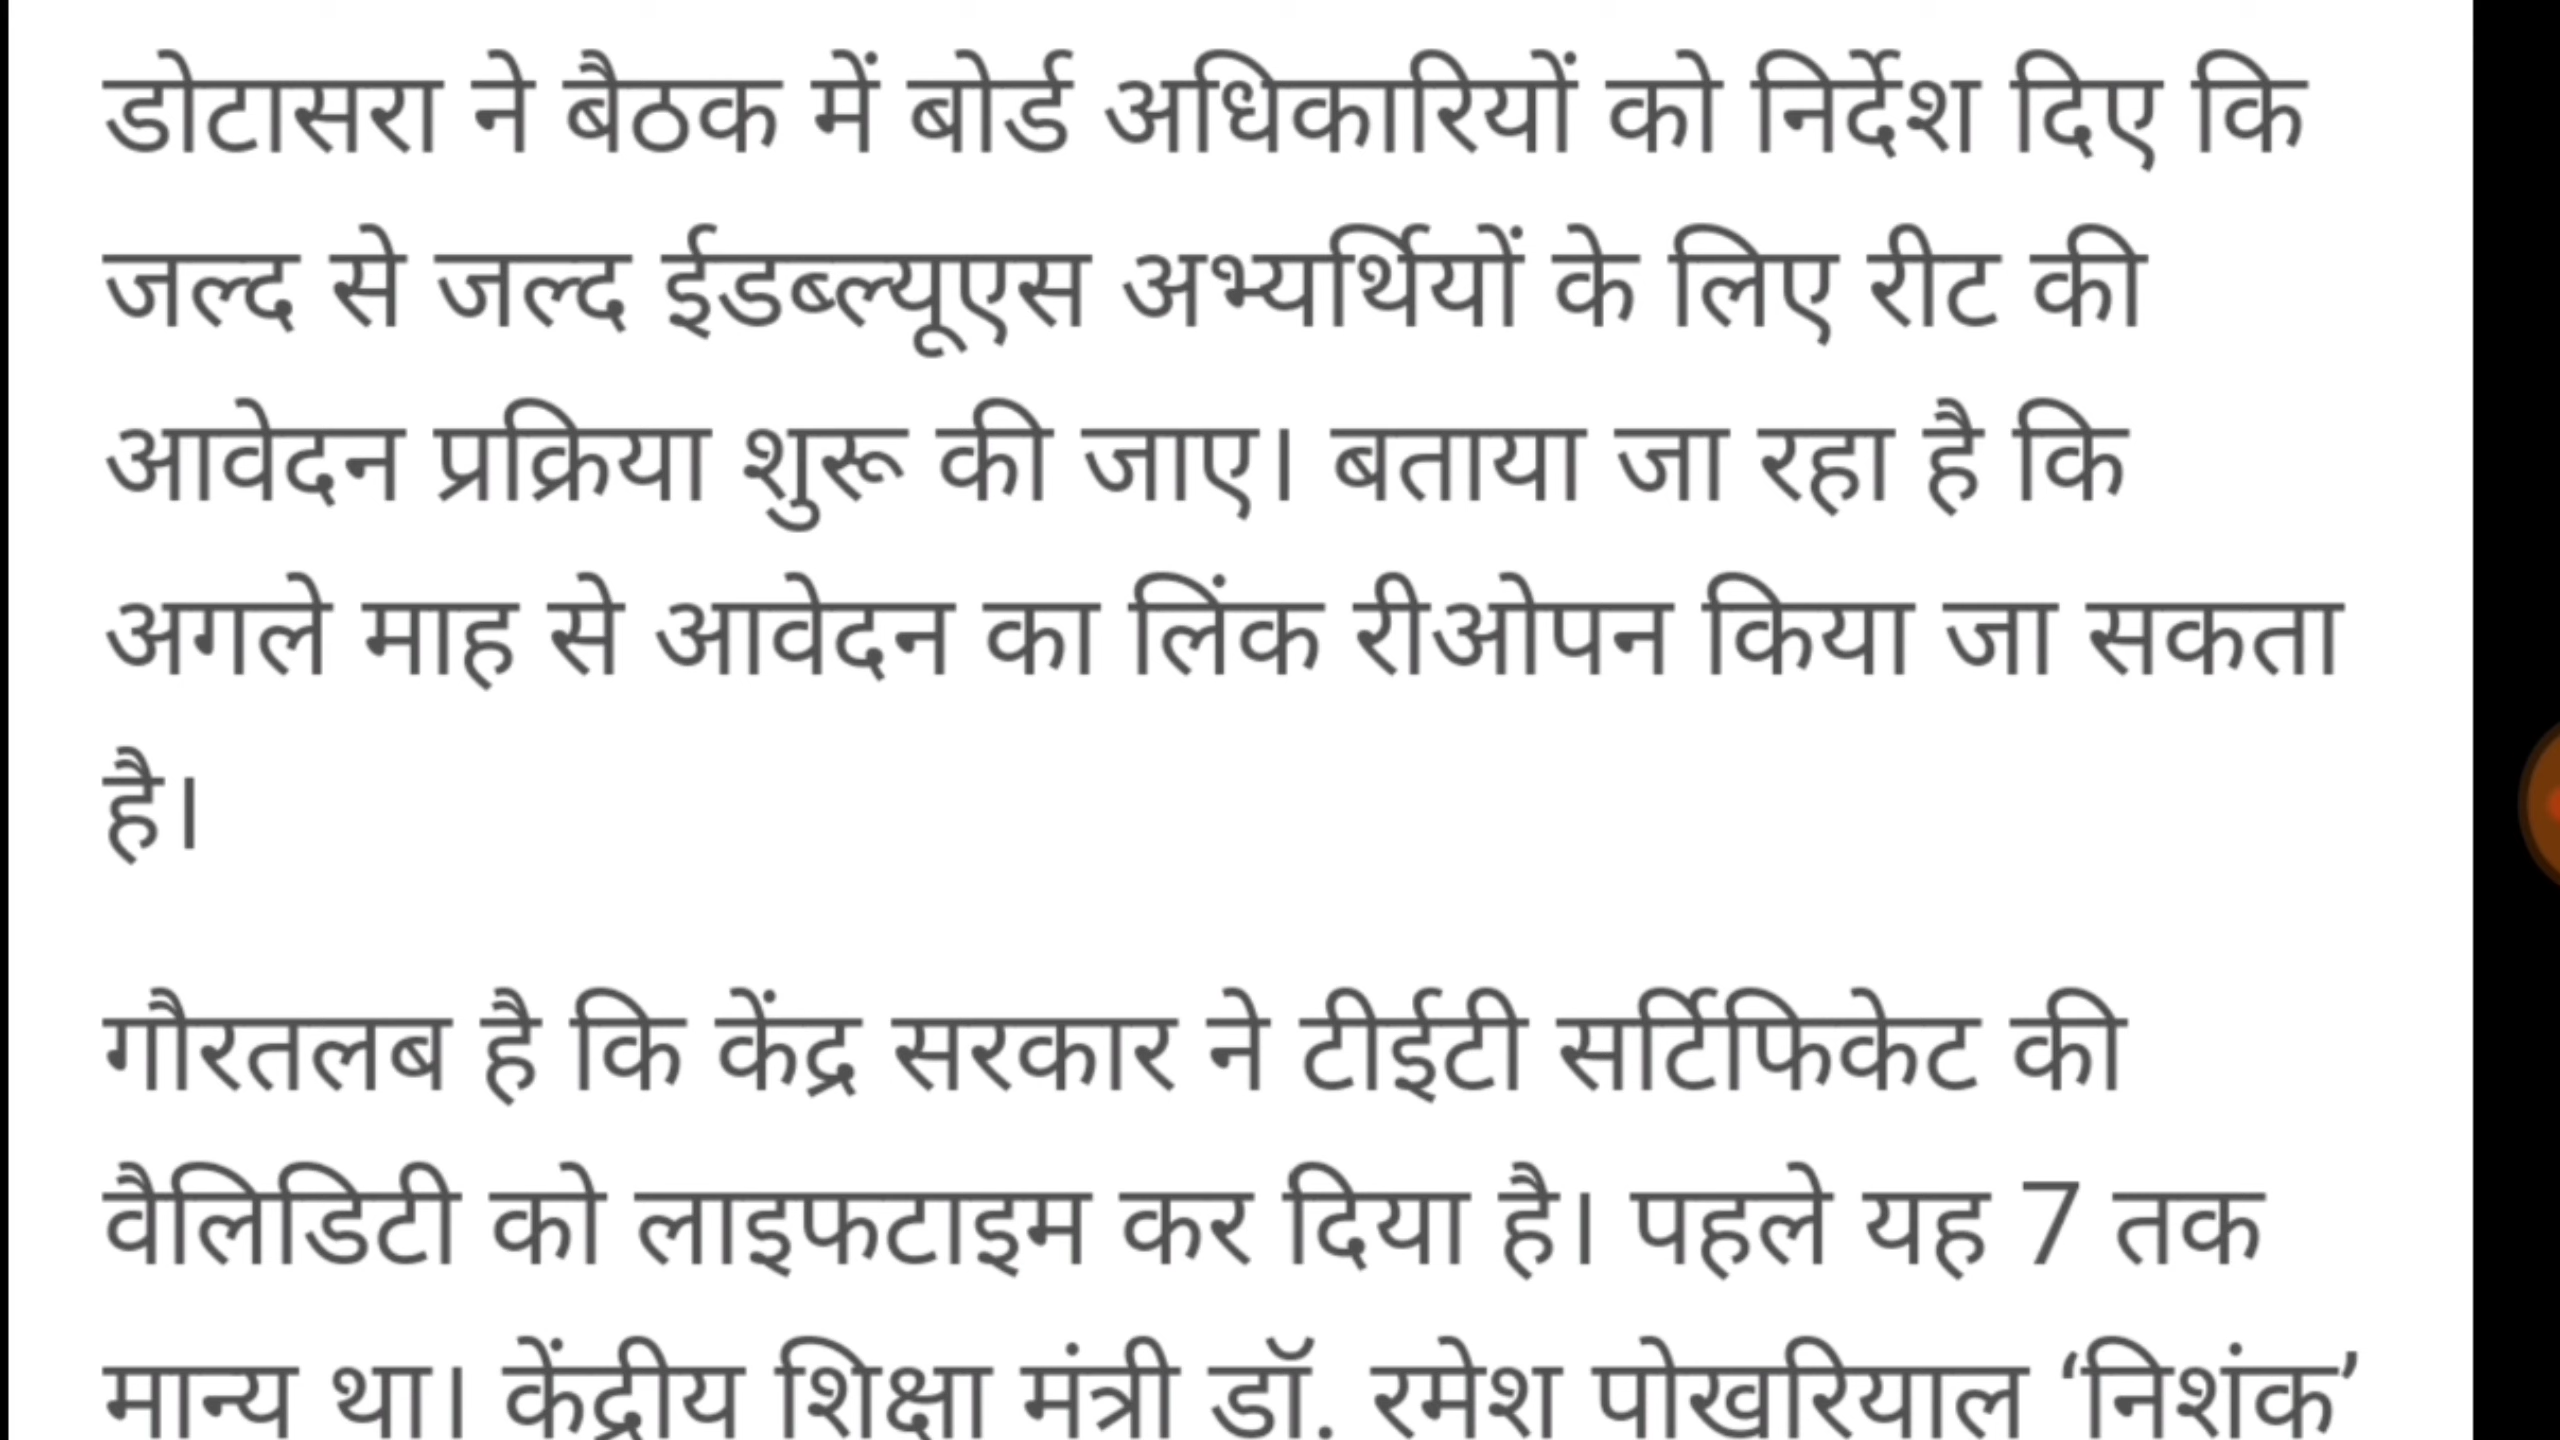 डोटासरा ने बैठक में बोर्ड अधिकारियों को निर्देश दिए कि
जल्द से जल्द ईडब्ल्यूएस अभ्यर्थियों के लिए रीट की
आवेदन प्रक्रिया शुरू की जाए। बताया जा रहा है कि
अगले माह से आवेदन का लिंक रीओपन किया जा सकता
है।
गौरतलब है कि केंद्र सरकार ने टीईटी सर्टिफिकेट की
वैलिडिटी को लाइफटाइम कर दिया है। पहले यह 7 तक
मान्य था। केंद्रीय शिक्षा मंत्री डॉ. रमेश पोखरियाल ‘निशंक’